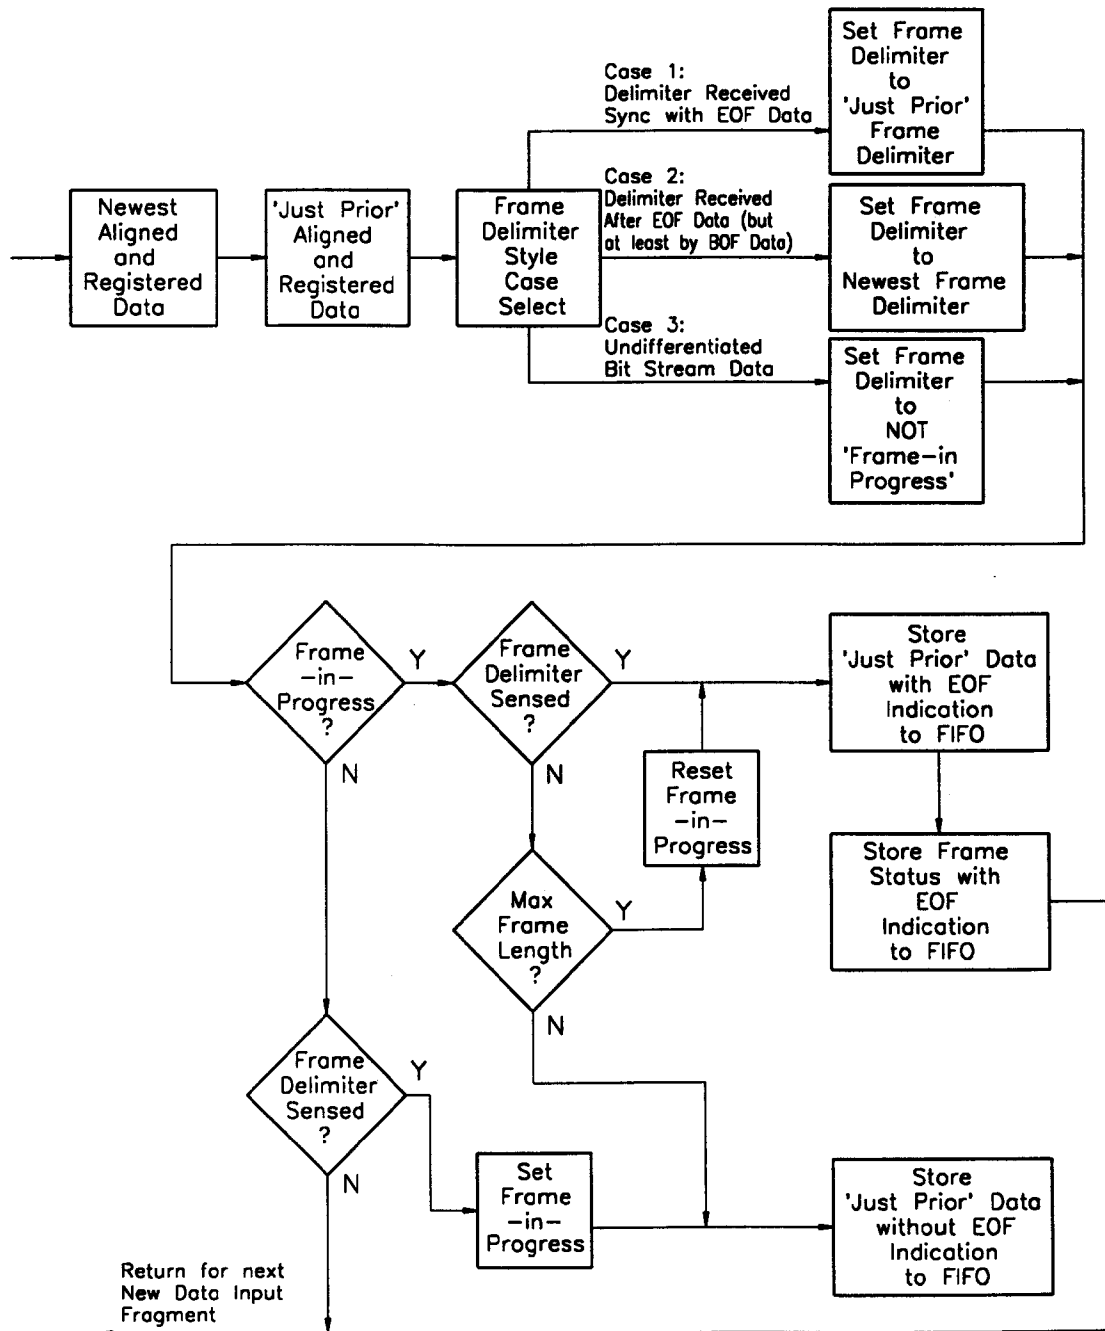 Case 1:
Delimiter Received
Sync with EOF Data
Set Frame
Delimiter
to
'Just Prior'
Frame
Delimiter
Newest
Aligned
and
Registered
Data
'Just Prior'
Aligned
and
Registered
Data
Frame
Delimiter
Style
Case
Select
Case 2:
Delimiter Received
After EOF Data (but
at least by BOF Data)
Set Frame
Delimiter
to
Newest Frame
Delimiter
Case 3:
Undifferentiated
Bit Stream Data
Set Frame
Delimiter
to
NOT
'Frame-in
Progress'
Frame
-in-
Progress
?
Y
N
Frame
Delimiter
Sensed
?
Y
N
Store
'Just Prior' Data
with EOF
Indication
to FIFO
Reset
Frame
-in-
Progress
Max
Frame
Length
?
Y
N
Store Frame
Status with
EOF
Indication
to FIFO
Frame
Delimiter
Sensed
?
Y
N
Set
Frame
-in-
Progress
Store
'Just Prior' Data
without EOF
Indication
to FIFO
Return for next
New Data Input
Fragment